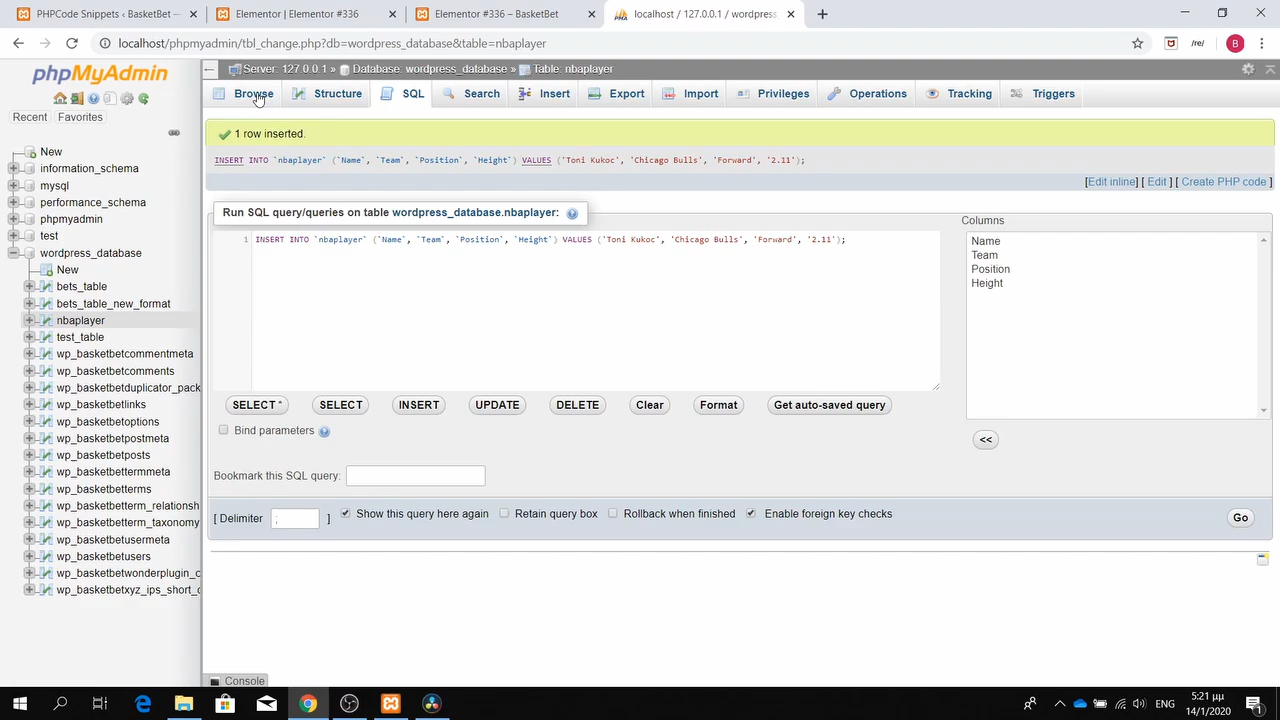 PHPCode Snippets ‹ BasketBet —
Elementor | Elementor #336
Elementor #336 – BasketBet
localhost / 127.0.0.1 / wordpress_
localhost/phpmyadmin/tbl_change.php?db=wordpress_database&table=nbaplayer
/re/
B
phpMyAdmin
Recent
Favorites
New
information_schema
mysql
performance_schema
phpmyadmin
test
wordpress_database
New
bets_table
bets_table_new_format
nbaplayer
test_table
wp_basketbetcommentmeta
wp_basketbetcomments
wp_basketbetduplicator_pack
wp_basketbetlinks
wp_basketbetoptions
wp_basketbetpostmeta
wp_basketbetposts
wp_basketbettermmeta
wp_basketbetterms
wp_basketbetterm_relationsh
wp_basketbetterm_taxonomy
wp_basketbetusermeta
wp_basketbetusers
wp_basketbetwonderplugin_c
wp_basketbetxyz_ips_short_c
Server: 127.0.0.1 » Database: wordpress_database » Table: nbaplayer
Browse
Structure
SQL
Search
Insert
Export
Import
Privileges
Operations
Tracking
Triggers
1 row inserted.
INSERT INTO `nbaplayer` (`Name`, `Team`, `Position`, `Height`) VALUES ('Toni Kukoc', 'Chicago Bulls', 'Forward', '2.11');
[Edit inline] [ Edit ] [ Create PHP code ]
Run SQL query/queries on table wordpress_database.nbaplayer:
1 INSERT INTO `nbaplayer` (`Name`, `Team`, `Position`, `Height`) VALUES ('Toni Kukoc', 'Chicago Bulls', 'Forward', '2.11');
Columns
Name
Team
Position
Height
SELECT *
SELECT
INSERT
UPDATE
DELETE
Clear
Format
Get auto-saved query
<<
Bind parameters
Bookmark this SQL query:
[ Delimiter ; ]
Show this query here again
Retain query box
Rollback when finished
Enable foreign key checks
Go
Console
ENG
5:21 μμ
14/1/2020
1